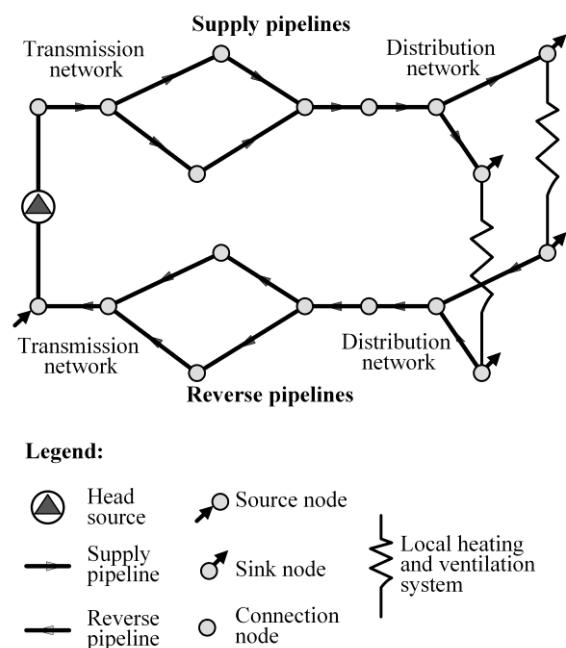 Supply pipelines
Transmission
network
Distribution
network
Transmission
network
Distribution
network
Reverse pipelines
Legend:
Head
source
Source node
Supply
pipeline
Sink node
Local heating
and ventilation
system
Reverse
pipeline
Connection
node